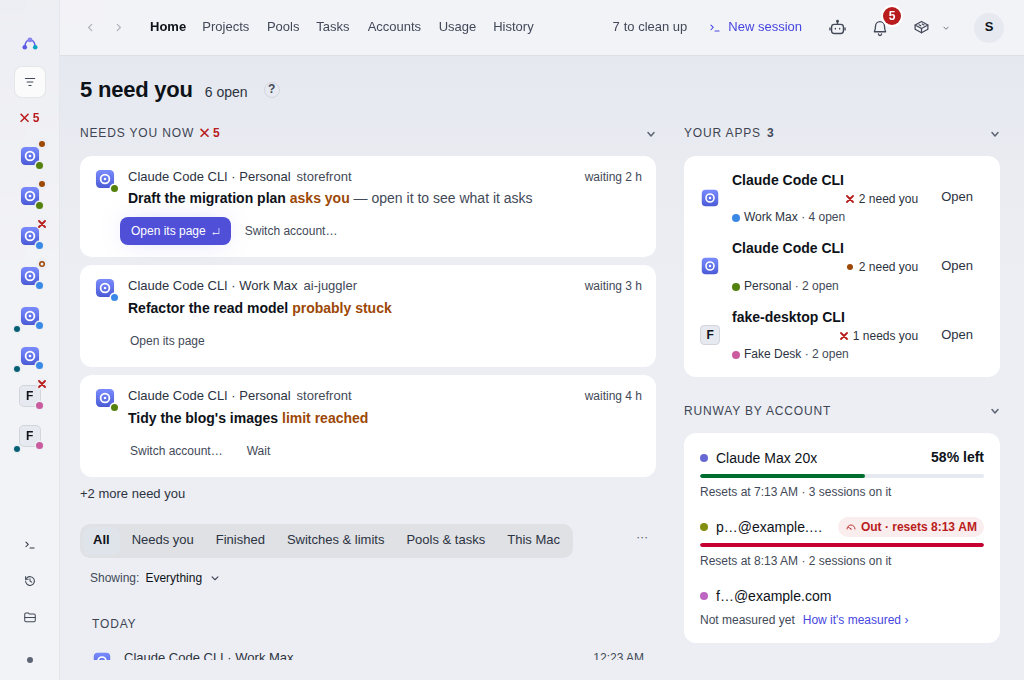 Home Projects Pools Tasks Accounts Usage History 7 to clean up New session 5 S
5
F
F
5 need you 6 open ?
NEEDS YOU NOW 5
Claude Code CLI · Personal storefront waiting 2 h
Draft the migration plan asks you — open it to see what it asks
Open its page Switch account…
Claude Code CLI · Work Max ai-juggler waiting 3 h
Refactor the read model probably stuck
Open its page
Claude Code CLI · Personal storefront waiting 4 h
Tidy the blog's images limit reached
Switch account… Wait
+2 more need you
All Needs you Finished Switches & limits Pools & tasks This Mac ...
Showing: Everything
TODAY
Claude Code CLI · Work Max 12:23 AM
YOUR APPS 3
Claude Code CLI
2 need you Open
Work Max · 4 open
Claude Code CLI
2 need you Open
Personal · 2 open
F fake-desktop CLI
1 needs you Open
Fake Desk · 2 open
RUNWAY BY ACCOUNT
Claude Max 20x 58% left
Resets at 7:13 AM · 3 sessions on it
p…@example.… Out · resets 8:13 AM
Resets at 8:13 AM · 2 sessions on it
f…@example.com
Not measured yet How it's measured ›